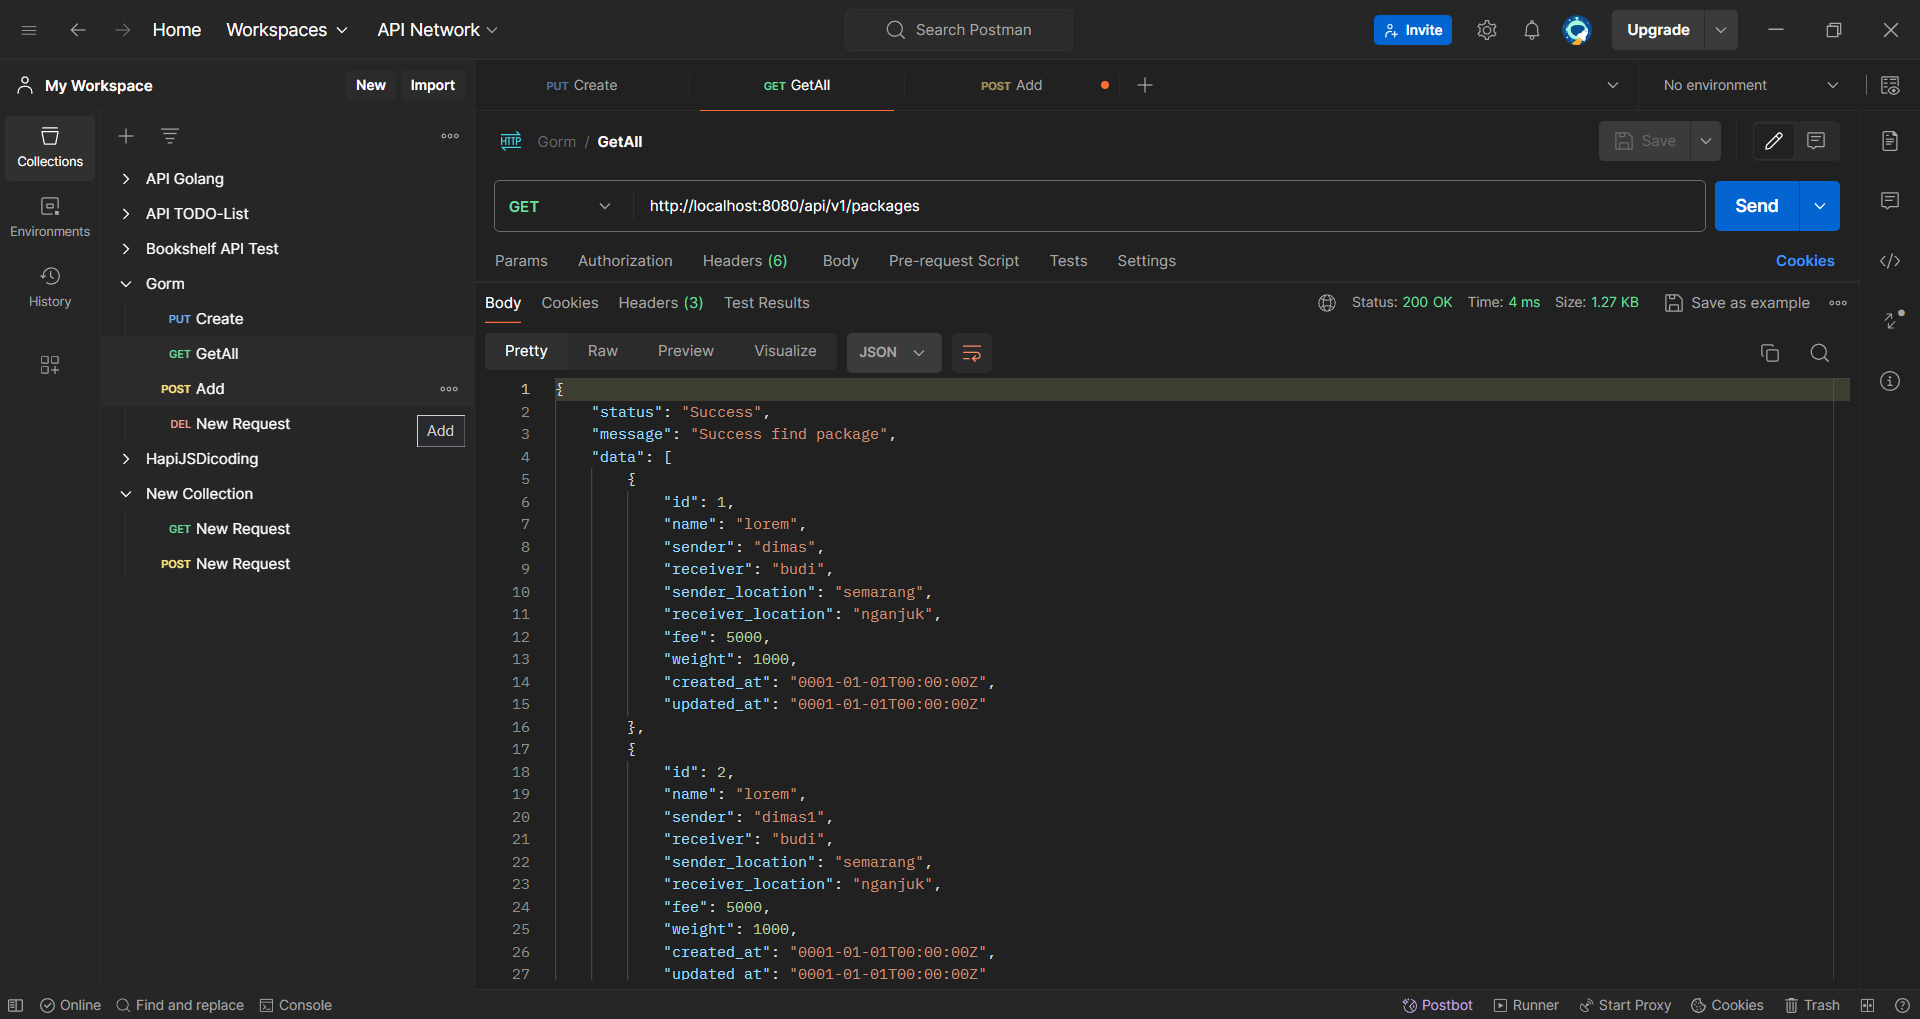 Home Workspaces API Network Search Postman Invite Upgrade
My Workspace New Import
PUT Create GET GetAll POST Add No environment
Collections
Environments
History
API Golang
API TODO-List
Bookshelf API Test
Gorm
PUT Create
GET GetAll
POST Add
DEL New Request
Add
HapiJSDicoding
New Collection
GET New Request
POST New Request
HTTP Gorm / GetAll Save
GET http://localhost:8080/api/v1/packages Send
Params Authorization Headers (6) Body Pre-request Script Tests Settings Cookies
Body Cookies Headers (3) Test Results Status: 200 OK Time: 4 ms Size: 1.27 KB Save as example
Pretty Raw Preview Visualize JSON
1 {
2 "status": "Success",
3 "message": "Success find package",
4 "data": [
5 {
6 "id": 1,
7 "name": "lorem",
8 "sender": "dimas",
9 "receiver": "budi",
10 "sender_location": "semarang",
11 "receiver_location": "nganjuk",
12 "fee": 5000,
13 "weight": 1000,
14 "created_at": "0001-01-01T00:00:00Z",
15 "updated_at": "0001-01-01T00:00:00Z"
16 },
17 {
18 "id": 2,
19 "name": "lorem",
20 "sender": "dimas1",
21 "receiver": "budi",
22 "sender_location": "semarang",
23 "receiver_location": "nganjuk",
24 "fee": 5000,
25 "weight": 1000,
26 "created_at": "0001-01-01T00:00:00Z",
27 "updated_at": "0001-01-01T00:00:00Z"
Online Find and replace Console Postbot Runner Start Proxy Cookies Trash